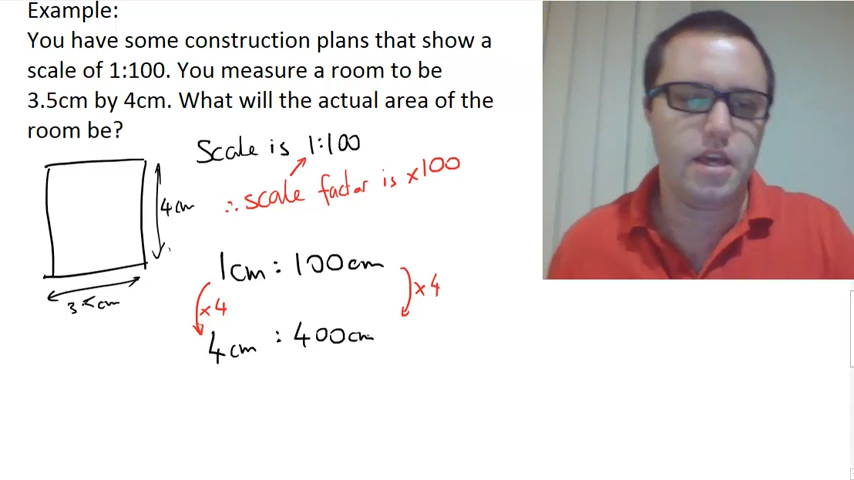 Example:
You have some construction plans that show a
scale of 1:100. You measure a room to be
3.5cm by 4cm. What will the actual area of the
room be?
Scale is 1:100
∴ scale factor is ×100
4cm
3.5cm
1cm : 100cm
×4
×4
4cm : 400cm